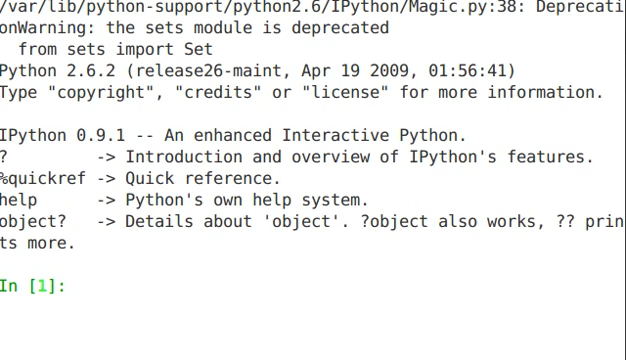 /var/lib/python-support/python2.6/IPython/Magic.py:38: Deprecati
onWarning: the sets module is deprecated
  from sets import Set
Python 2.6.2 (release26-maint, Apr 19 2009, 01:56:41)
Type "copyright", "credits" or "license" for more information.

IPython 0.9.1 -- An enhanced Interactive Python.
?         -> Introduction and overview of IPython's features.
%quickref -> Quick reference.
help      -> Python's own help system.
object?   -> Details about 'object'. ?object also works, ?? prin
ts more.

In [1]: